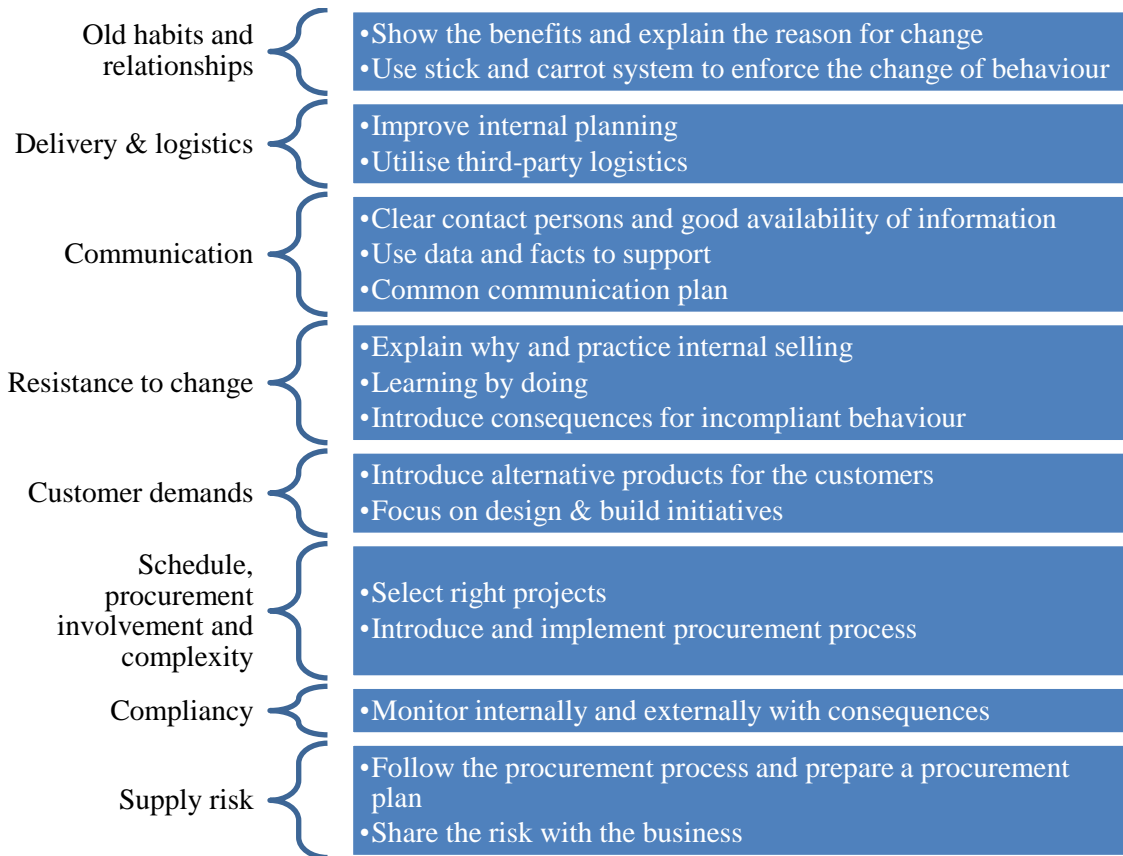 Old habits and
relationships
•Show the benefits and explain the reason for change
•Use stick and carrot system to enforce the change of behaviour
Delivery & logistics
•Improve internal planning
•Utilise third-party logistics
Communication
•Clear contact persons and good availability of information
•Use data and facts to support
•Common communication plan
Resistance to change
•Explain why and practice internal selling
•Learning by doing
•Introduce consequences for incompliant behaviour
Customer demands
•Introduce alternative products for the customers
•Focus on design & build initiatives
Schedule,
procurement
involvement and
complexity
•Select right projects
•Introduce and implement procurement process
Compliancy
•Monitor internally and externally with consequences
Supply risk
•Follow the procurement process and prepare a procurement
plan
•Share the risk with the business